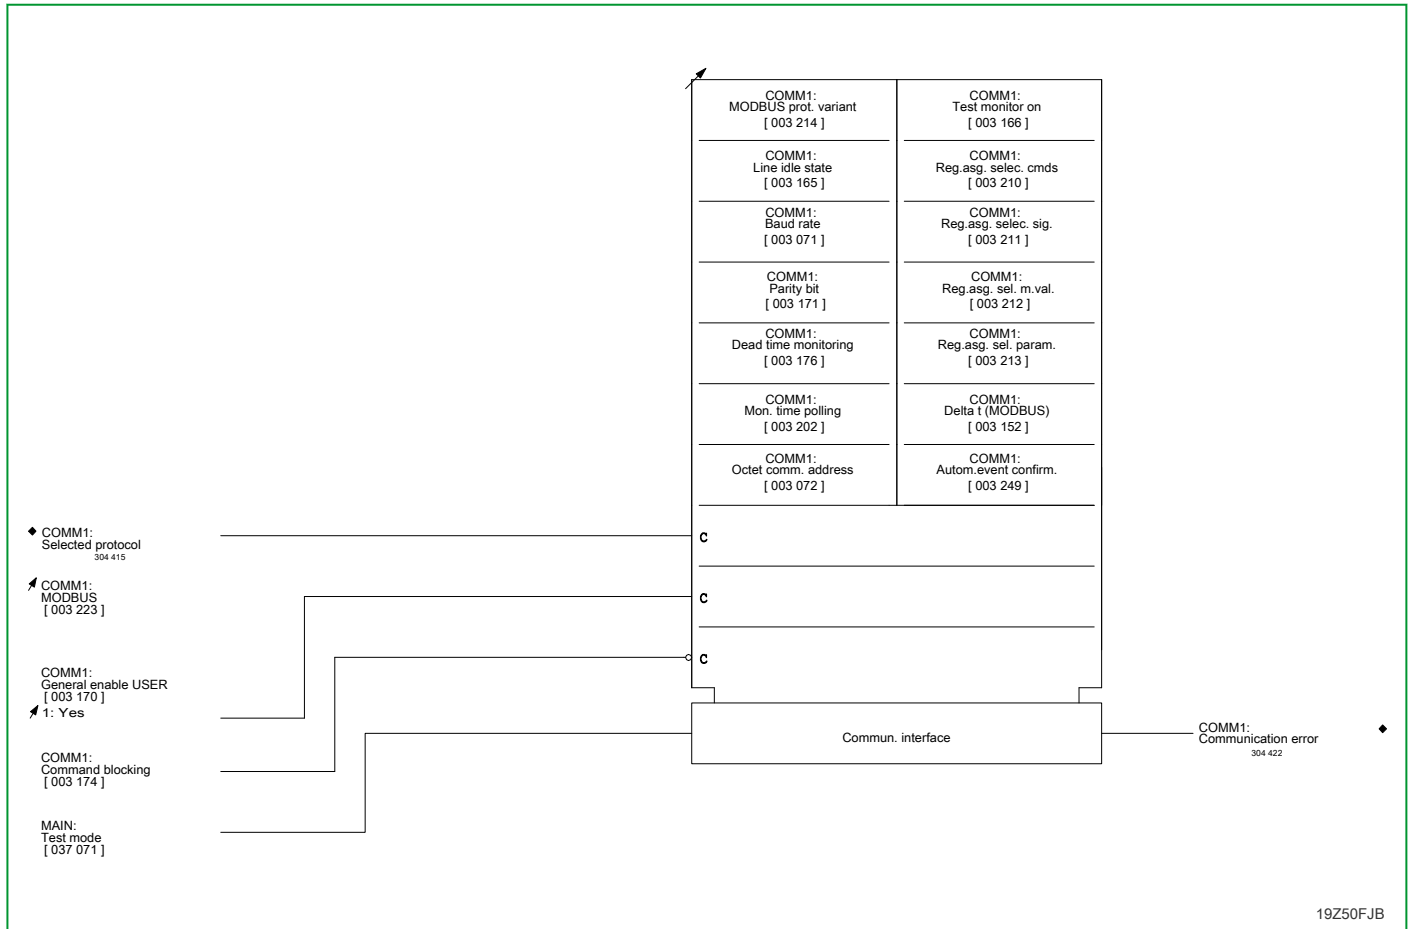 COMM1:
MODBUS prot. variant
[ 003 214 ]
COMM1:
Test monitor on
[ 003 166 ]
COMM1:
Line idle state
[ 003 165 ]
COMM1:
Reg.asg. selec. cmds
[ 003 210 ]
COMM1:
Baud rate
[ 003 071 ]
COMM1:
Reg.asg. selec. sig.
[ 003 211 ]
COMM1:
Parity bit
[ 003 171 ]
COMM1:
Reg.asg. sel. m.val.
[ 003 212 ]
COMM1:
Dead time monitoring
[ 003 176 ]
COMM1:
Reg.asg. sel. param.
[ 003 213 ]
COMM1:
Mon. time polling
[ 003 202 ]
COMM1:
Delta t (MODBUS)
[ 003 152 ]
COMM1:
Octet comm. address
[ 003 072 ]
COMM1:
Autom.event confirm.
[ 003 249 ]
COMM1:
Selected protocol
304 415
C
COMM1:
MODBUS
[ 003 223 ]
C
COMM1:
General enable USER
[ 003 170 ]
1: Yes
C
COMM1:
Command blocking
[ 003 174 ]
MAIN:
Test mode
[ 037 071 ]
Commun. interface
COMM1:
Communication error
304 422
19Z50FJB